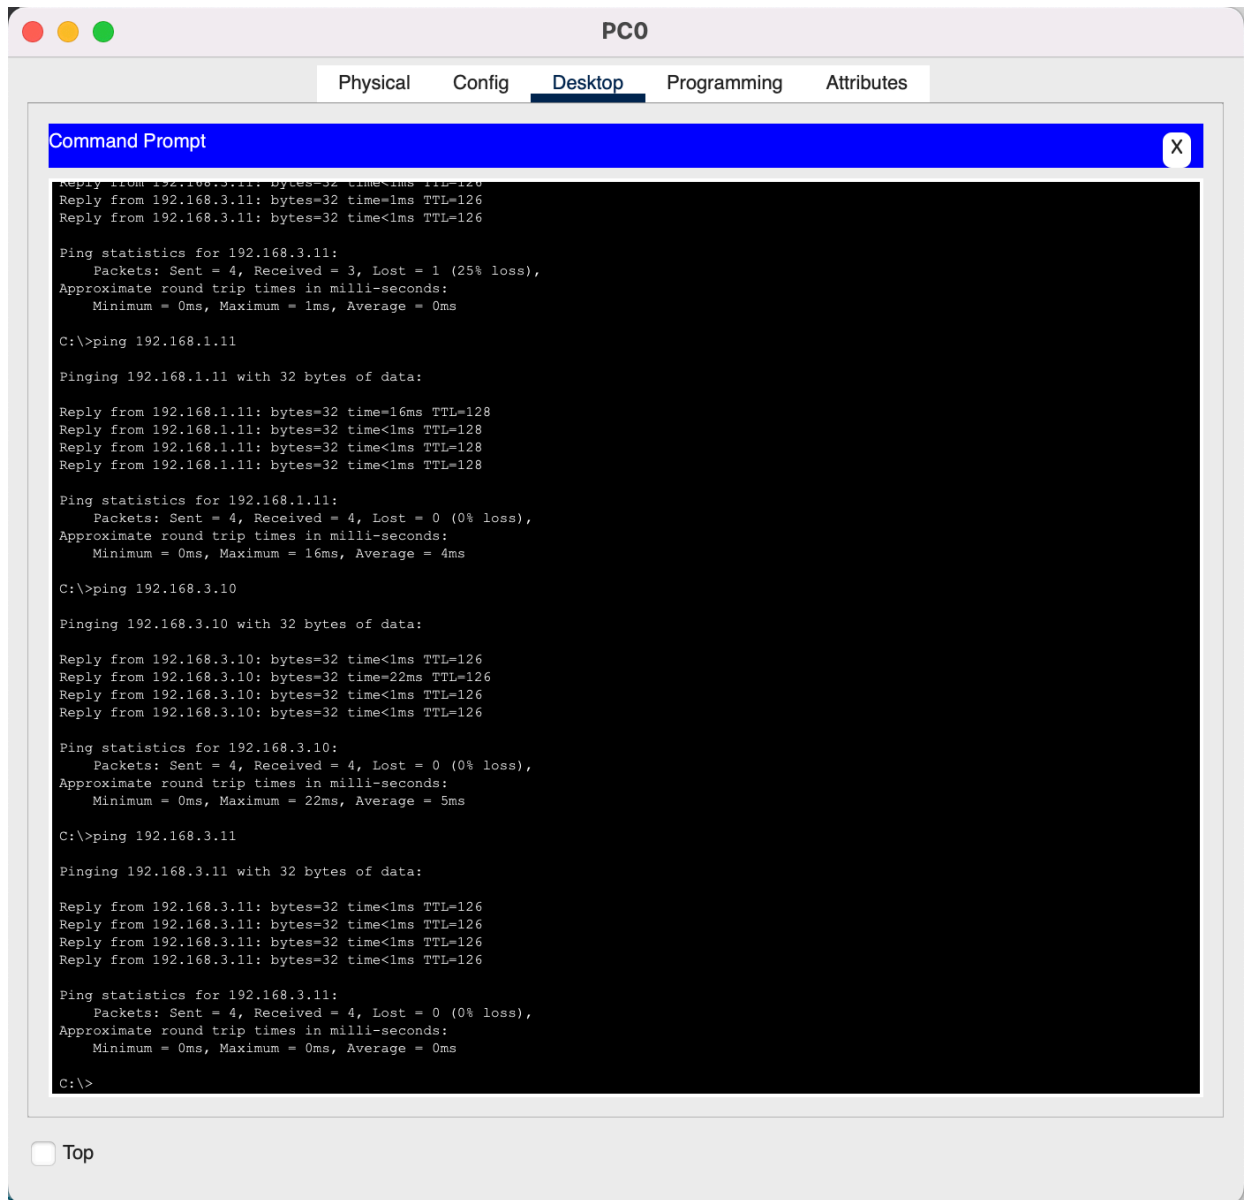 PC0
Physical Config Desktop Programming Attributes
Command Prompt
X
Reply from 192.168.3.11: bytes=32 time<1ms TTL=126
Reply from 192.168.3.11: bytes=32 time=1ms TTL=126
Reply from 192.168.3.11: bytes=32 time<1ms TTL=126
Ping statistics for 192.168.3.11:
Packets: Sent = 4, Received = 3, Lost = 1 (25% loss),
Approximate round trip times in milli-seconds:
Minimum = 0ms, Maximum = 1ms, Average = 0ms
C:\>ping 192.168.1.11
Pinging 192.168.1.11 with 32 bytes of data:
Reply from 192.168.1.11: bytes=32 time=16ms TTL=128
Reply from 192.168.1.11: bytes=32 time<1ms TTL=128
Reply from 192.168.1.11: bytes=32 time<1ms TTL=128
Reply from 192.168.1.11: bytes=32 time<1ms TTL=128
Ping statistics for 192.168.1.11:
Packets: Sent = 4, Received = 4, Lost = 0 (0% loss),
Approximate round trip times in milli-seconds:
Minimum = 0ms, Maximum = 16ms, Average = 4ms
C:\>ping 192.168.3.10
Pinging 192.168.3.10 with 32 bytes of data:
Reply from 192.168.3.10: bytes=32 time<1ms TTL=126
Reply from 192.168.3.10: bytes=32 time=22ms TTL=126
Reply from 192.168.3.10: bytes=32 time<1ms TTL=126
Reply from 192.168.3.10: bytes=32 time<1ms TTL=126
Ping statistics for 192.168.3.10:
Packets: Sent = 4, Received = 4, Lost = 0 (0% loss),
Approximate round trip times in milli-seconds:
Minimum = 0ms, Maximum = 22ms, Average = 5ms
C:\>ping 192.168.3.11
Pinging 192.168.3.11 with 32 bytes of data:
Reply from 192.168.3.11: bytes=32 time<1ms TTL=126
Reply from 192.168.3.11: bytes=32 time<1ms TTL=126
Reply from 192.168.3.11: bytes=32 time<1ms TTL=126
Reply from 192.168.3.11: bytes=32 time<1ms TTL=126
Ping statistics for 192.168.3.11:
Packets: Sent = 4, Received = 4, Lost = 0 (0% loss),
Approximate round trip times in milli-seconds:
Minimum = 0ms, Maximum = 0ms, Average = 0ms
C:\>
Top